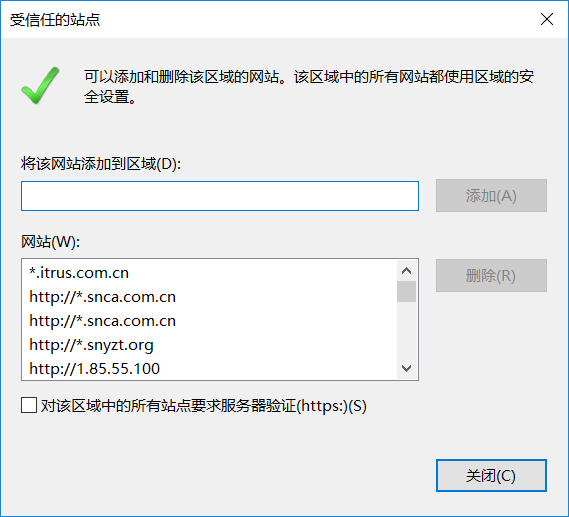 受信任的站点
可以添加和删除该区域的网站。该区域中的所有网站都使用区域的安
全设置。
将该网站添加到区域(D):
添加(A)
网站(W):
*.itrus.com.cn
http://*.snca.com.cn
http://*.snca.com.cn
http://*.snyzt.org
http://1.85.55.100
删除(R)
对该区域中的所有站点要求服务器验证(https:)(S)
关闭(C)